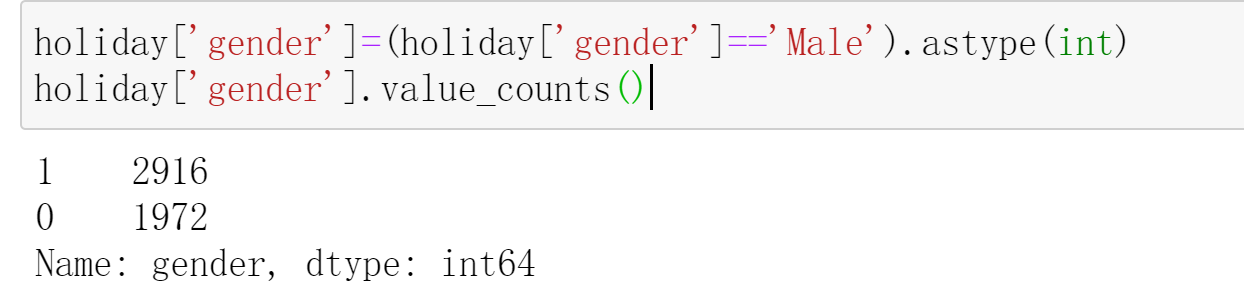 holiday['gender']=(holiday['gender']=='Male').astype(int)
holiday['gender'].value_counts()
1    2916
0    1972
Name: gender, dtype: int64